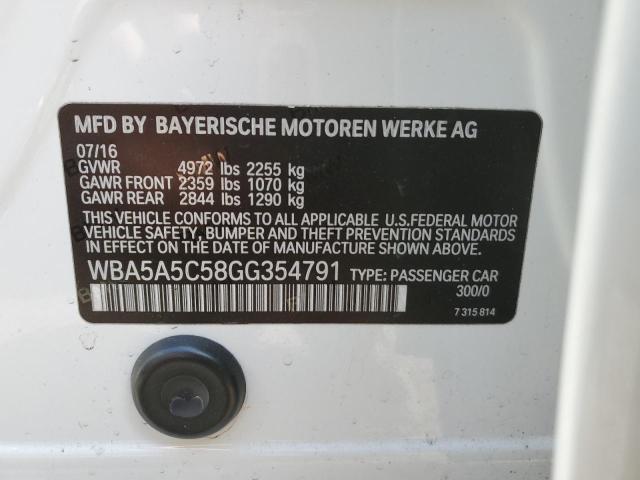 MFD BY BAYERISCHE MOTOREN WERKE AG
07/16
GVWR 4972 lbs 2255 kg
GAWR FRONT 2359 lbs 1070 kg
GAWR REAR 2844 lbs 1290 kg
THIS VEHICLE CONFORMS TO ALL APPLICABLE U.S.FEDERAL MOTOR
VEHICLE SAFETY, BUMPER AND THEFT PREVENTION STANDARDS
IN EFFECT ON THE DATE OF MANUFACTURE SHOWN ABOVE.
WBA5A5C58GG354791 TYPE: PASSENGER CAR
300/0
7 315 814